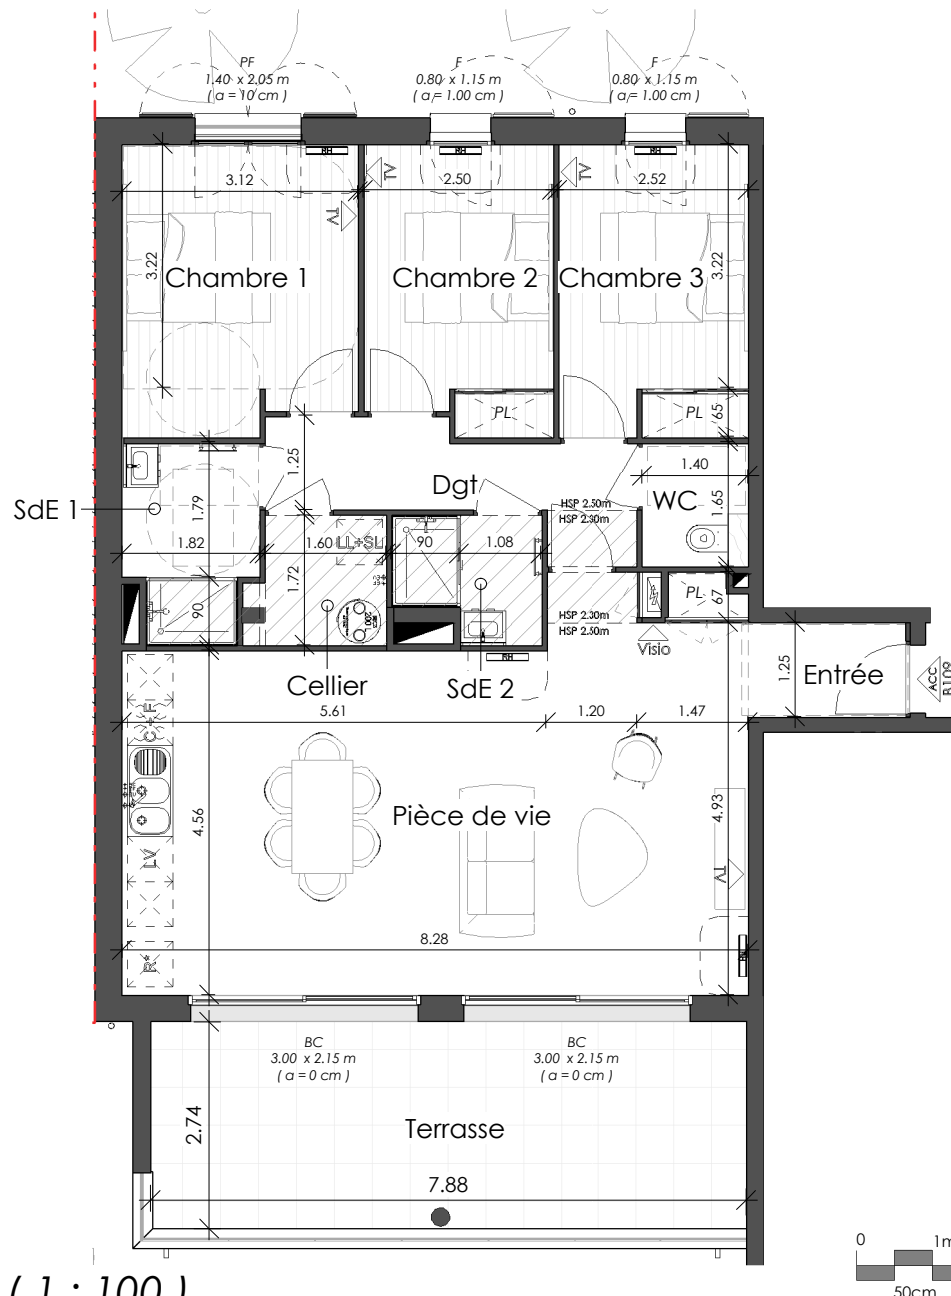 PF
1.40 x 2.05 m
( a = 10 cm )
F
0.80 x 1.15 m
( a = 1.00 cm )
F
0.80 x 1.15 m
( a = 1.00 cm )
RH
RH
RH
3.12
TV
2.50
TV
2.52
TV
3.22
Chambre 1
Chambre 2
Chambre 3
3.22
PL
PL
65
1.25
Dgt
1.40
WC
1.65
SdE 1
1.79
HSP 2.50m
HSP 2.30m
1.82
1.60
LL+SL
90
1.08
1.72
90
200 L
PL
67
HSP 2.30m
HSP 2.50m
Visio
RH
Cellier
SdE 2
1.25
Entrée
ACC
B109
C + F
5.61
1.20
1.47
4.56
Pièce de vie
4.93
LV
TV
R*
8.28
RH
BC
3.00 x 2.15 m
( a = 0 cm )
BC
3.00 x 2.15 m
( a = 0 cm )
2.74
Terrasse
7.88
0
1m
50cm
( 1 : 100 )